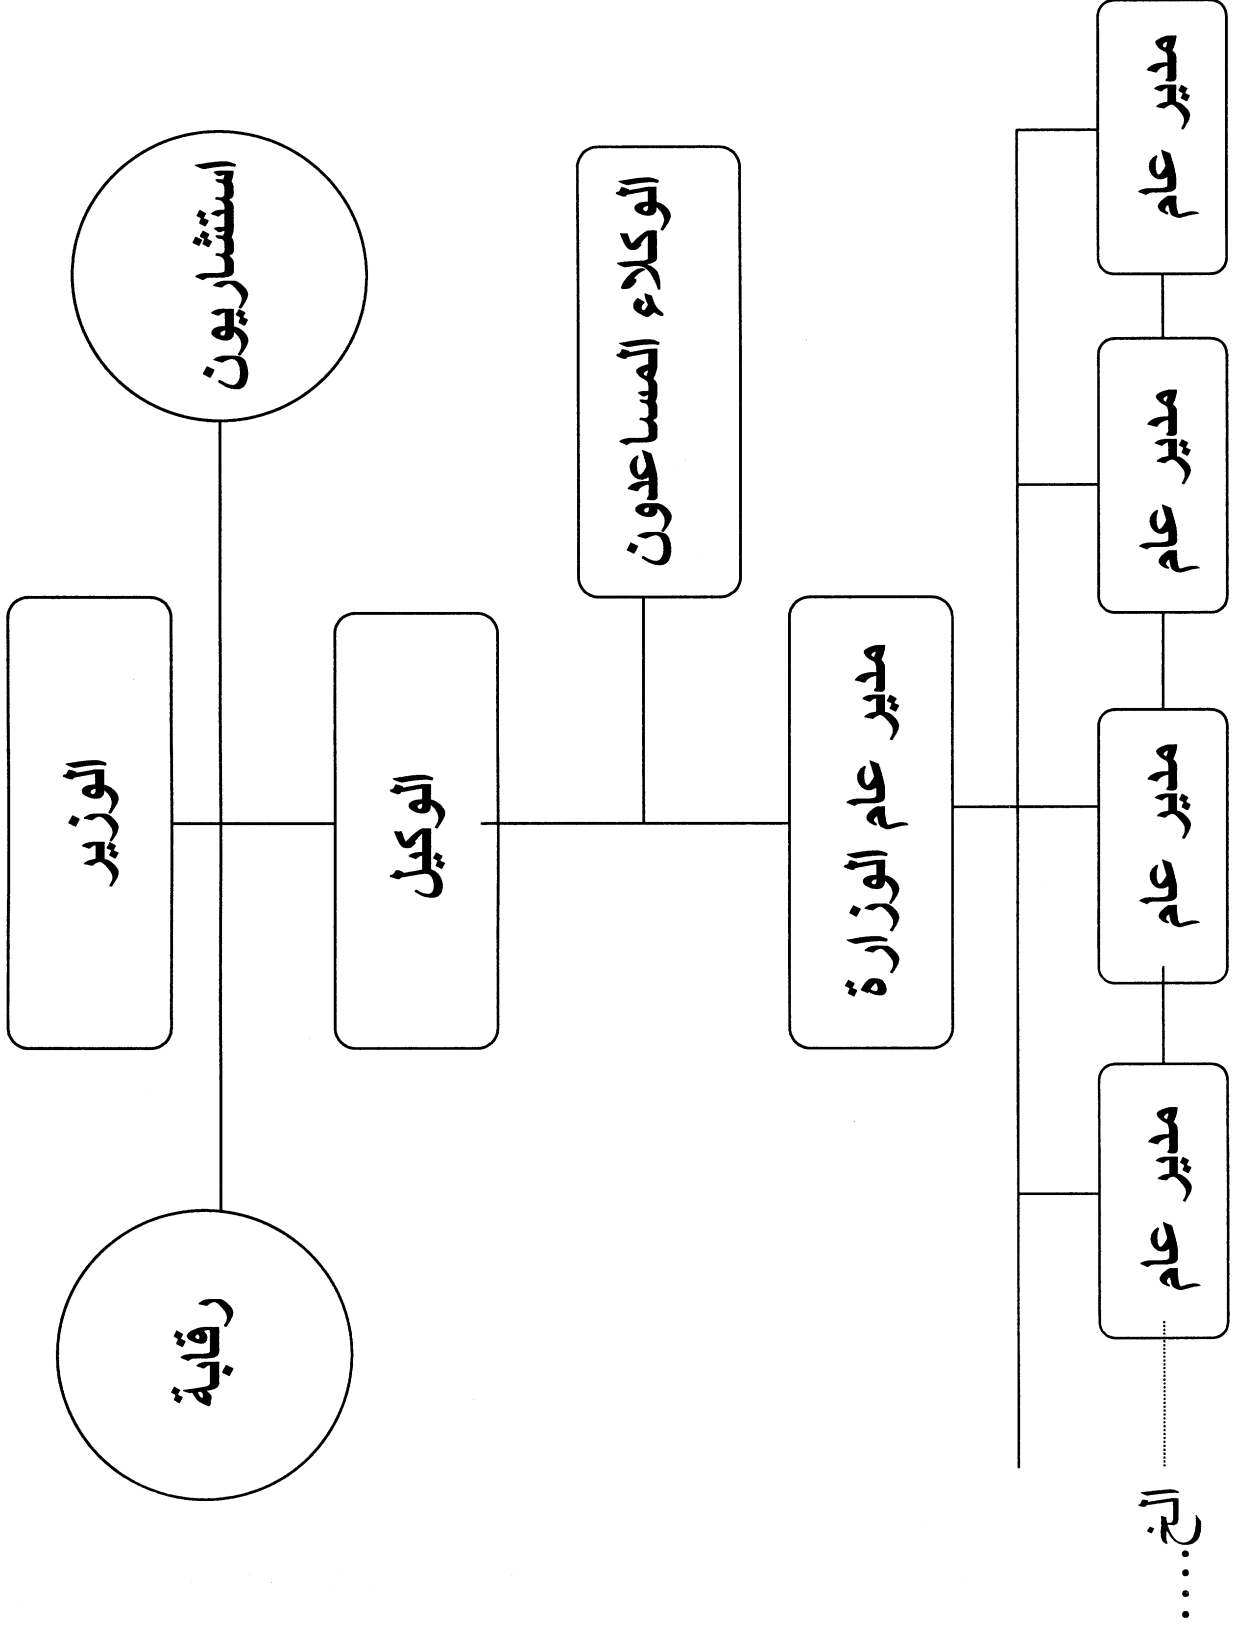 الوزير
استشاريون
رقابة
الوكيل
الوكلاء المساعدون
مدير عام الوزارة
مدير عام
مدير عام
مدير عام
مدير عام
الخ....